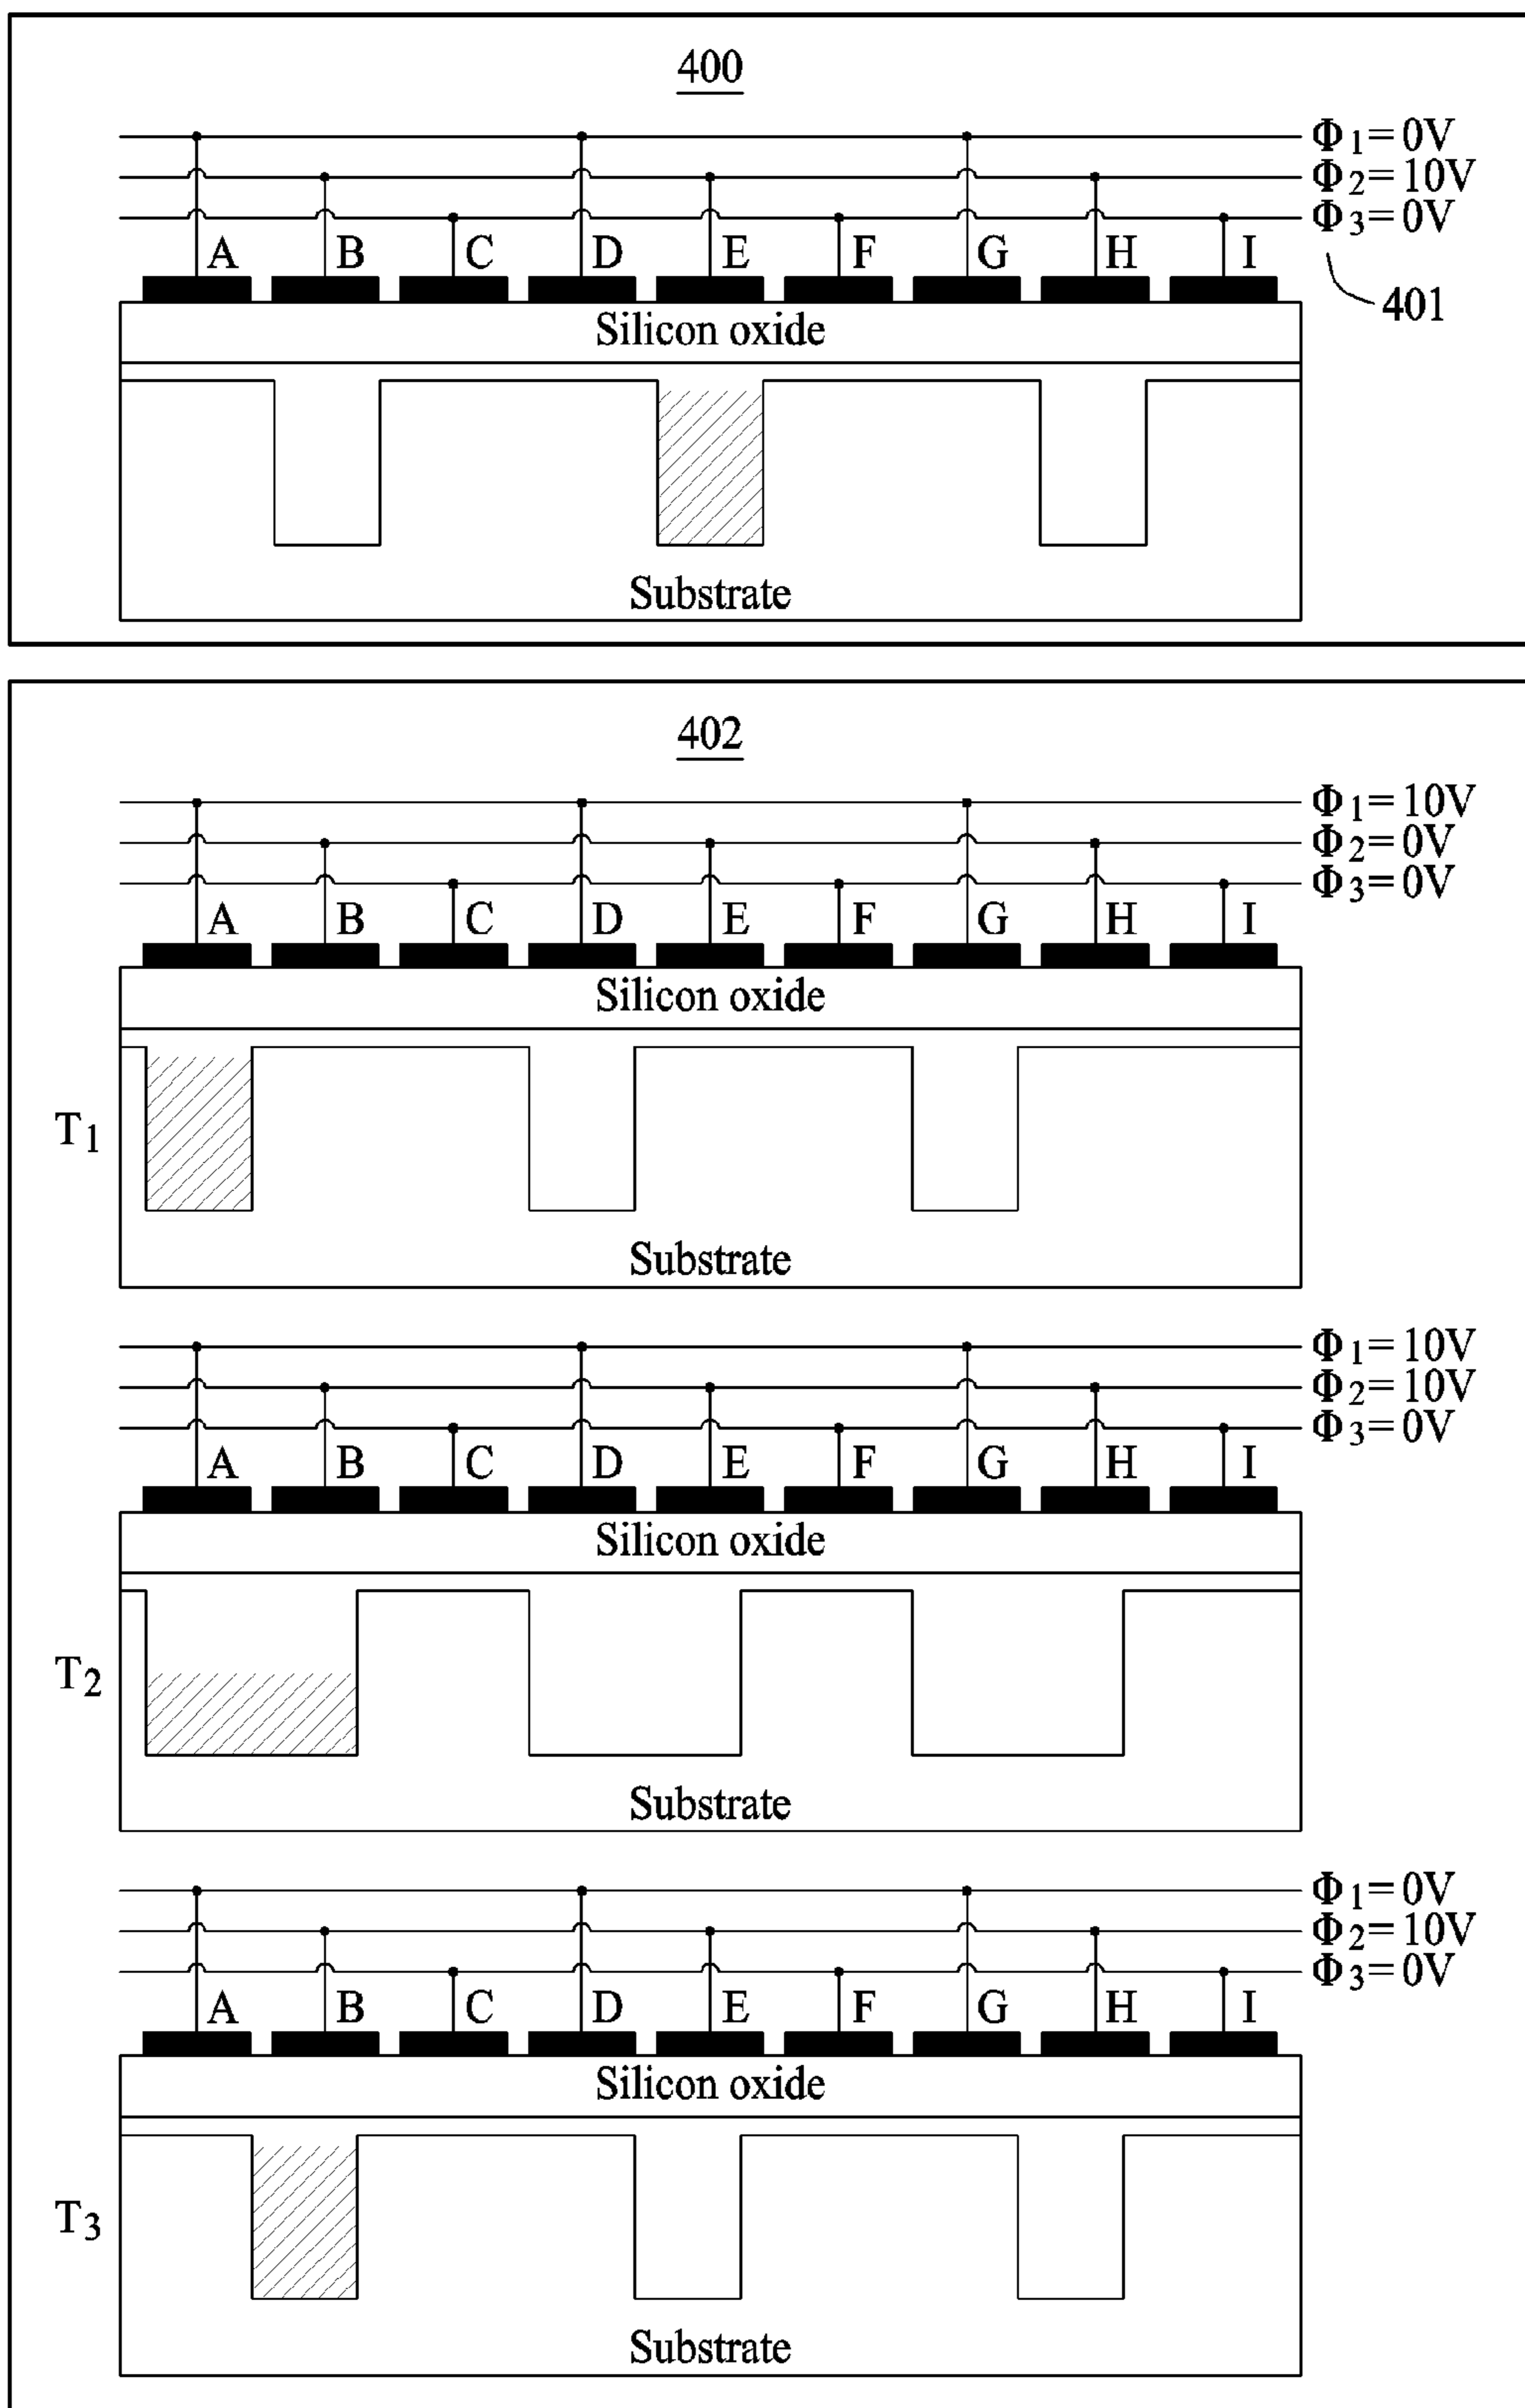 400
Φ1= 0V
Φ2= 10V
Φ3= 0V
A B C D E F G H I
401
Silicon oxide
Substrate
402
Φ1= 10V
Φ2= 0V
Φ3= 0V
A B C D E F G H I
Silicon oxide
T1
Substrate
Φ1= 10V
Φ2= 10V
Φ3= 0V
A B C D E F G H I
Silicon oxide
T2
Substrate
Φ1= 0V
Φ2= 10V
Φ3= 0V
A B C D E F G H I
Silicon oxide
T3
Substrate